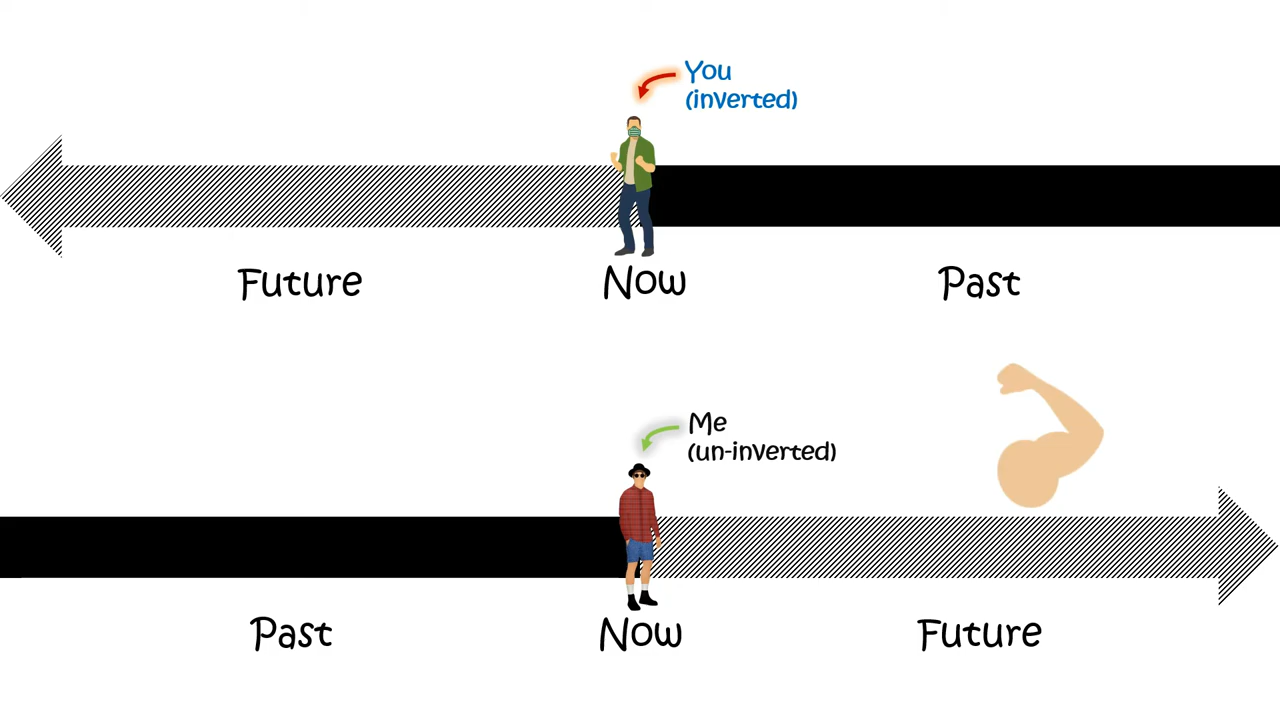 You
(inverted)
Future
Now
Past
Me
(un-inverted)
Past
Now
Future